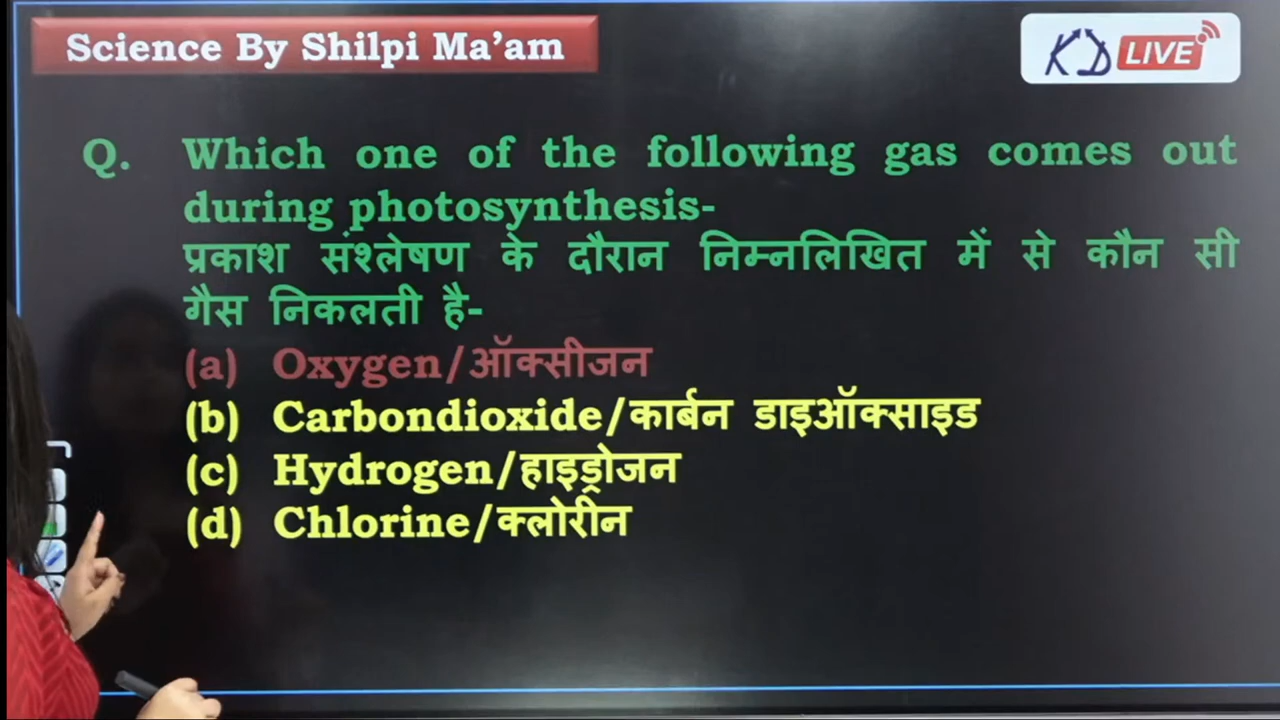 Science By Shilpi Ma’am
KD LIVE
Q. Which one of the following gas comes out
during photosynthesis-
प्रकाश संश्लेषण के दौरान निम्नलिखित में से कौन सी
गैस निकलती है-
(a) Oxygen/ऑक्सीजन
(b) Carbondioxide/कार्बन डाइऑक्साइड
(c) Hydrogen/हाइड्रोजन
(d) Chlorine/क्लोरीन